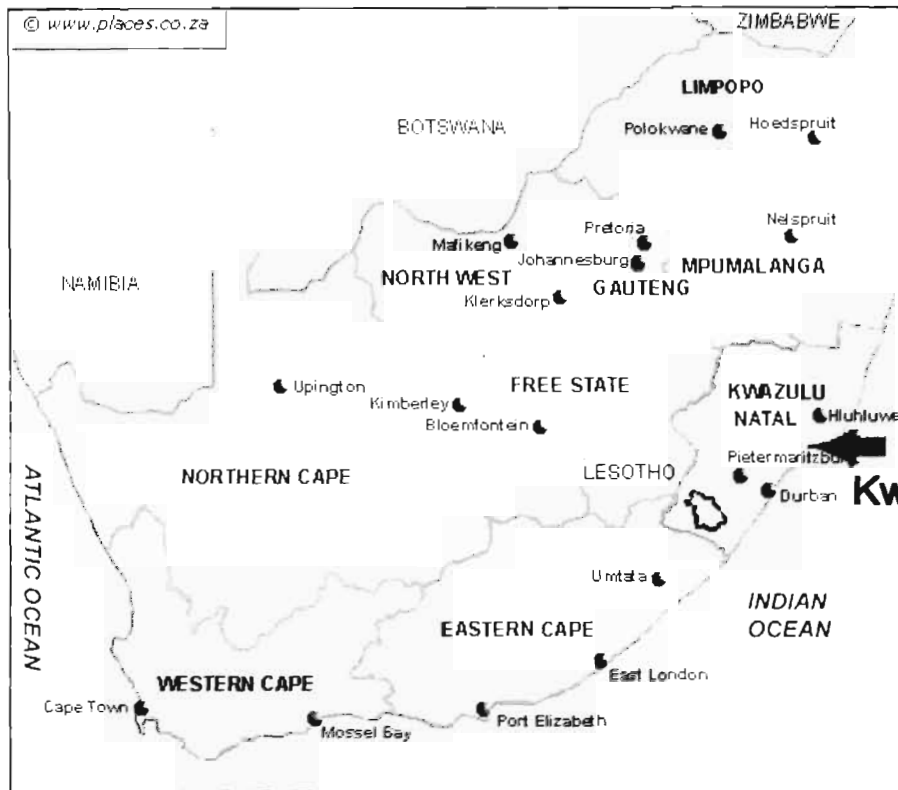 © www.places.co.za
ZIMBABWE
LIMPOPO
BOTSWANA
Polokwane
Hoedspruit
Mafikeng
Pretoria
Nelspruit
Johannesburg
MPUMALANGA
NAMIBIA
NORTH WEST
GAUTENG
Klerksdorp
Upington
FREE STATE
KWAZULU
NATAL
Kimberley
Hluhluwe
Bloemfontein
LESOTHO
Pietermaritzbur
NORTHERN CAPE
Durban
Kw
ATLANTIC OCEAN
Umtata
INDIAN
OCEAN
EASTERN CAPE
East London
WESTERN CAPE
Cape Town
Mossel Bay
Port Elizabeth